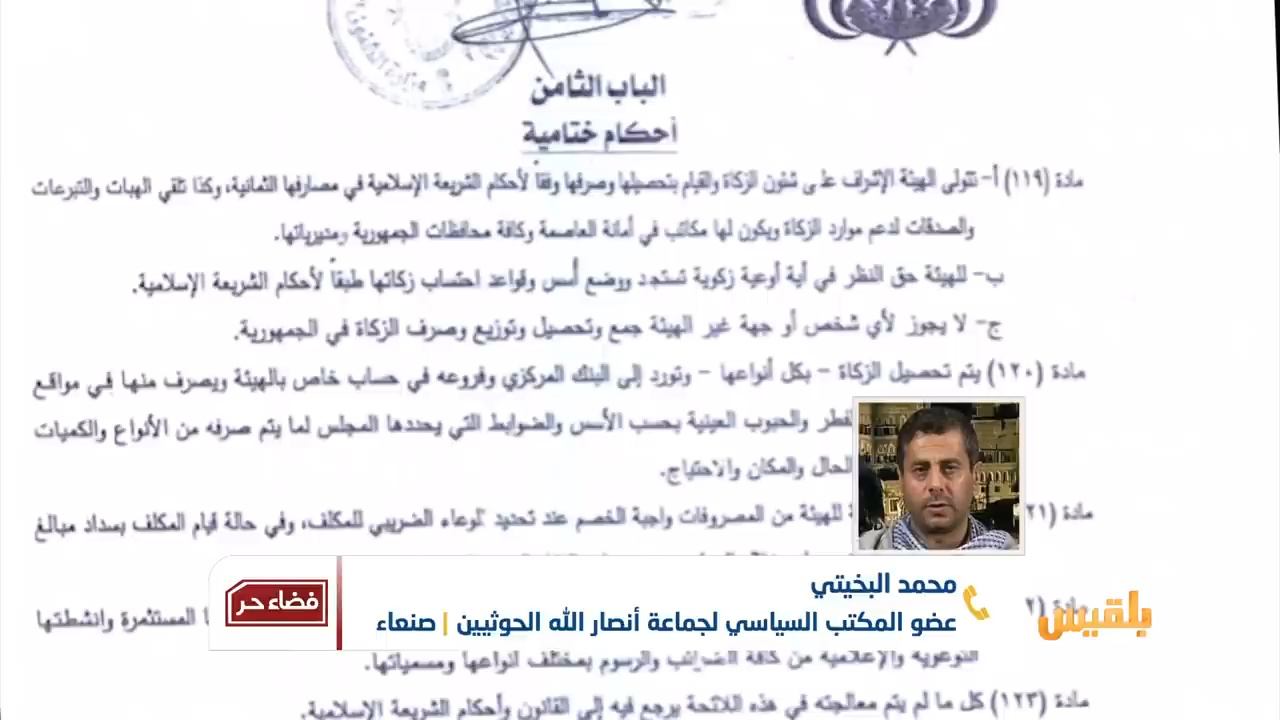 الباب الثامن
أحكام ختامية
مادة (١١٩) أ- تتولى الهيئة الإشراف على شئون الزكاة والقيام بتحصيلها وصرفها وفقاً لأحكام الشريعة الإسلامية في مصارفها الثمانية، وكذا تلقي الهبات والتبرعات
والصدقات لدعم موارد الزكاة ويكون لها مكاتب في أمانة العاصمة وكافة محافظات الجمهورية ومديرياتها.
ب- للهيئة حق النظر في أية أوعية زكوية تستجد ووضع أسس وقواعد احتساب زكاتها طبقاً لأحكام الشريعة الإسلامية.
ج- لا يجوز لأي شخص أو جهة غير الهيئة جمع وتحصيل وتوزيع وصرف الزكاة في الجمهورية.
مادة (١٢٠) يتم تحصيل الزكاة - بكل أنواعها - وتورد إلى البنك المركزي وفروعه في حساب خاص بالهيئة ويصرف منها في مواقع
الفطر والحبوب العينية بحسب الأسس والضوابط التي يحددها المجلس لما يتم صرفه من الأنواع والكميات
الحال والمكان والاحتياج.
مادة للهيئة من المصروفات واجبة الخصم عند تحديد الوعاء الضريبي للمكلف، وفي حالة قيام المكلف بسداد مبالغ
محمد البخيتي
عضو المكتب السياسي لجماعة أنصار الله الحوثيين | صنعاء
فضاء حر
بلقيس
مادة المستثمرة وانشطتها
التوعوية والإعلامية من كافة الضرائب والرسوم بمختلف أنواعها ومسمياتها.
مادة (١٢٣) كل ما لم يتم معالجته في هذه اللائحة يرجع فيه إلى القانون وأحكام الشريعة الإسلامية.